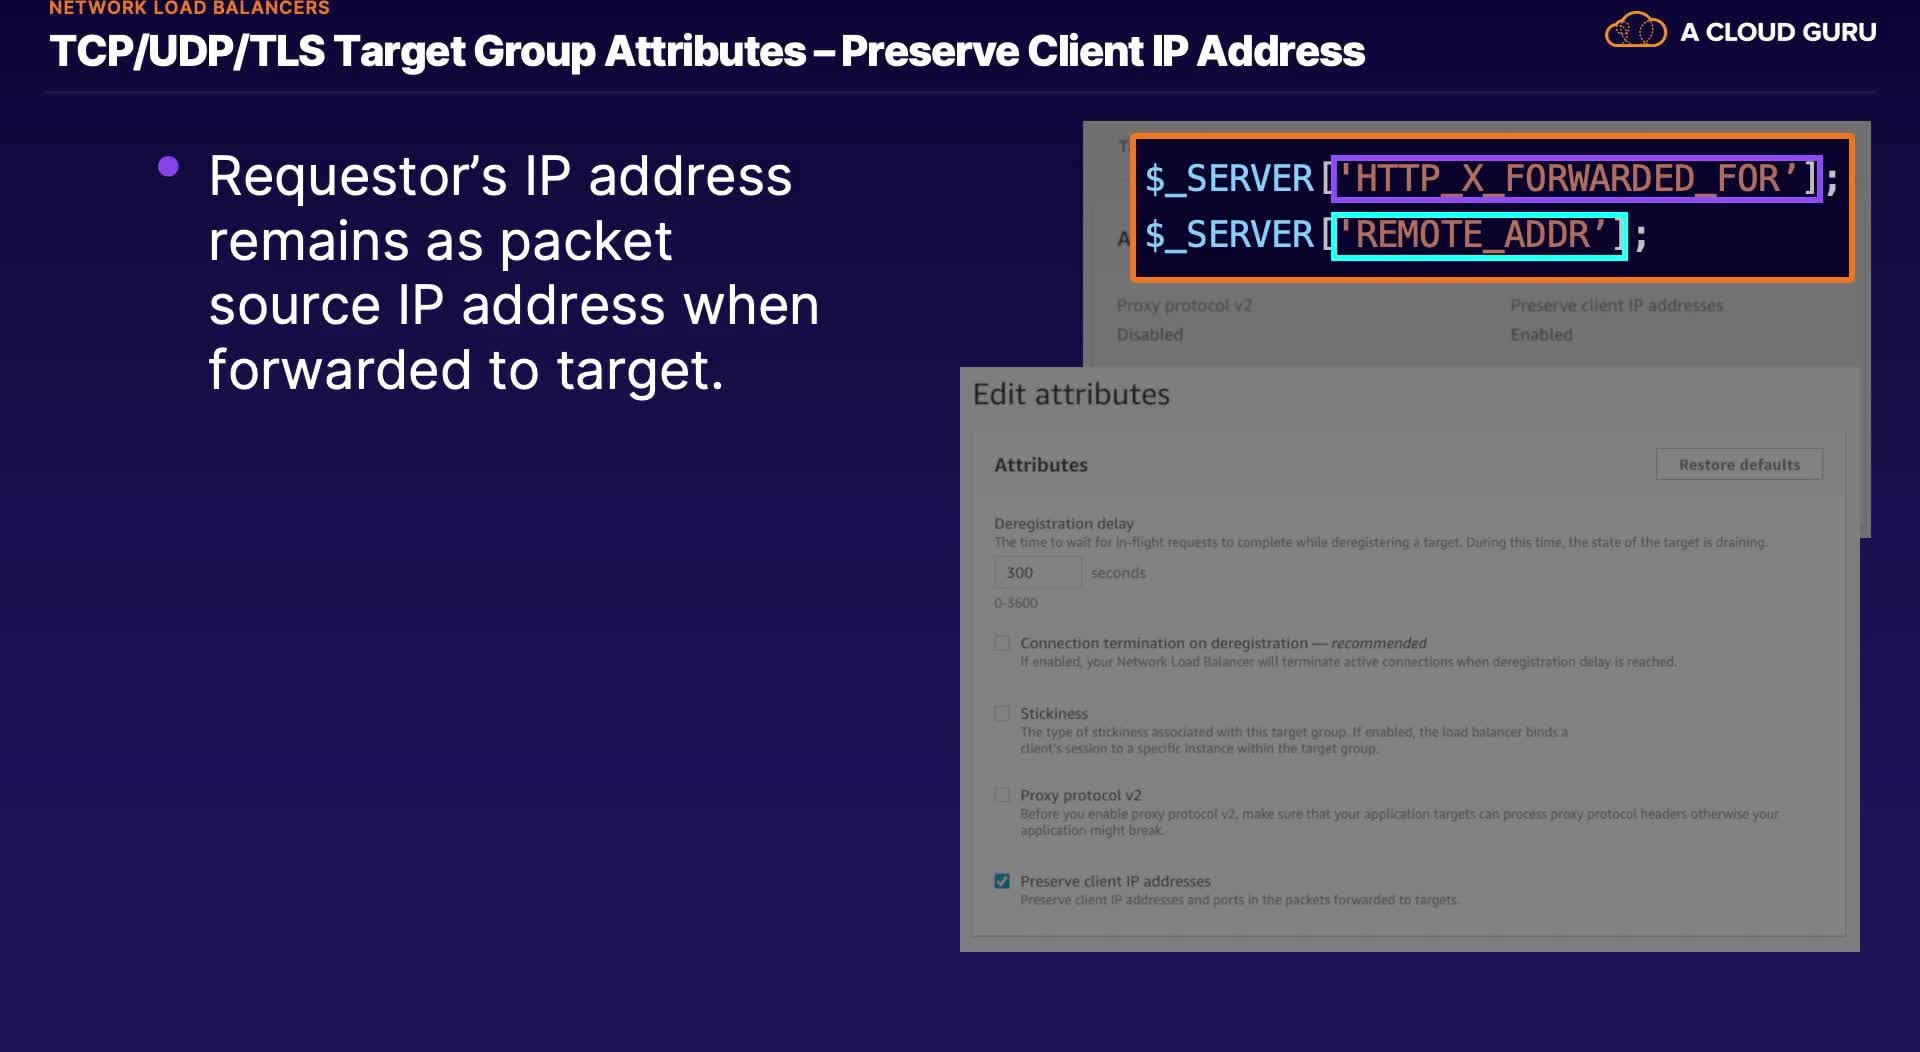 NETWORK LOAD BALANCERS
TCP/UDP/TLS Target Group Attributes – Preserve Client IP Address
A CLOUD GURU
Requestor’s IP address
remains as packet
source IP address when
forwarded to target.
$_SERVER['HTTP_X_FORWARDED_FOR’];
$_SERVER['REMOTE_ADDR’];
Proxy protocol v2
Disabled
Preserve client IP addresses
Enabled
Edit attributes
Attributes
Restore defaults
Deregistration delay
The time to wait for in-flight requests to complete while deregistering a target. During this time, the state of the target is draining.
300 seconds
0-3600
Connection termination on deregistration — recommended
If enabled, your Network Load Balancer will terminate active connections when deregistration delay is reached.
Stickiness
The type of stickiness associated with this target group. If enabled, the load balancer binds a
client's session to a specific instance within the target group.
Proxy protocol v2
Before you enable proxy protocol v2, make sure that your application targets can process proxy protocol headers otherwise your
application might break.
Preserve client IP addresses
Preserve client IP addresses and ports in the packets forwarded to targets.